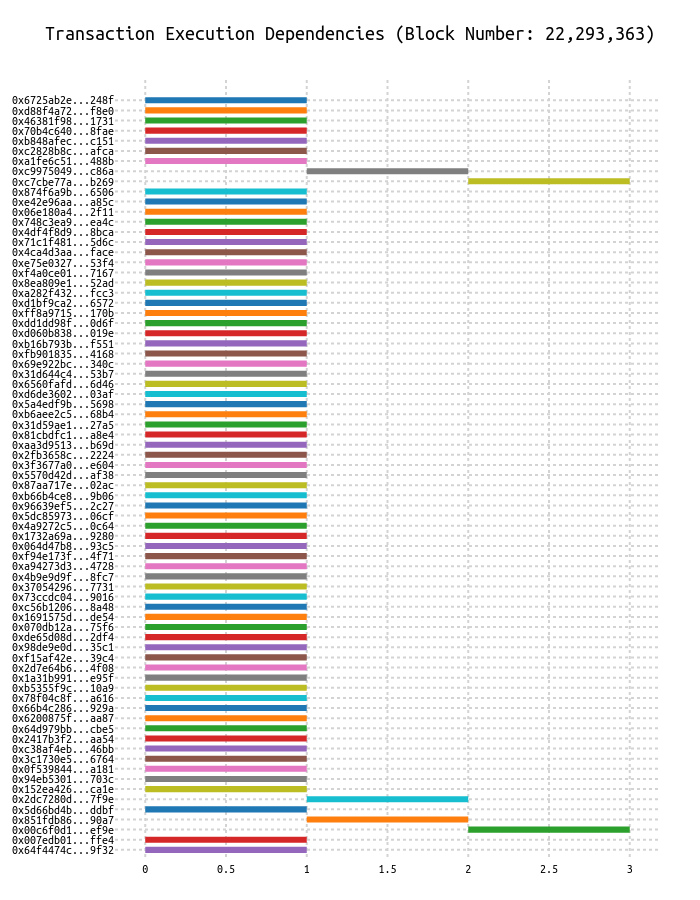 Transaction Execution Dependencies (Block Number: 22,293,363)
0x6725ab2e...248f
0xd88f4a72...f8e0
0x46381f98...1731
0x70b4c640...8fae
0xb848afec...c151
0xc2828b8c...afca
0xa1fe6c51...488b
0xc9975049...c86a
0xc7cbe77a...b269
0x874f6a9b...6506
0xe42e96aa...a85c
0x06e180a4...2f11
0x748c3ea9...ea4c
0x4df4f8d9...8bca
0x71c1f481...5d6c
0x4ca4d3aa...face
0xe75e0327...53f4
0xf4a0ce01...7167
0x8ea809e1...52ad
0xa282f432...fcc3
0xd1bf9ca2...6572
0xff8a9715...170b
0xdd1dd98f...0d6f
0xd060b838...019e
0xb16b793b...f551
0xfb901835...4168
0x69e922bc...340c
0x31d644c4...53b7
0x6560fafd...6d46
0xd6de3602...03af
0x5a4edf9b...5698
0xb6aee2c5...68b4
0x31d59ae1...27a5
0x81cbdfc1...a8e4
0xaa3d9513...b69d
0x2fb3658c...2224
0x3f3677a0...e604
0x5570d42d...af38
0x87aa717e...02ac
0xb66b4ce8...9b06
0x96639ef5...2c27
0x5dc85973...06cf
0x4a9272c5...0c64
0x1732a69a...9280
0x064d47b8...93c5
0xf94e173f...4f71
0xa94273d3...4728
0x4b9e9d9f...8fc7
0x37054296...7731
0x73ccdc04...9016
0xc56b1206...8a48
0x1691575d...de54
0x070db12a...75f6
0xde65d08d...2df4
0x98de9e0d...35c1
0xf15af42e...39c4
0x2d7e64b6...4f08
0x1a31b991...e95f
0xb5355f9c...10a9
0x78f04c8f...a616
0x66b4c286...929a
0x6200875f...aa87
0x64d979bb...cbe5
0x2417b3f2...aa54
0xc38af4eb...46bb
0x3c1730e5...6764
0x0f539844...a181
0x94eb5301...703c
0x152ea426...ca1e
0x2dc7280d...7f9e
0x5d66bd4b...ddbf
0x851fdb86...90a7
0x00c6f0d1...ef9e
0x007edb01...ffe4
0x64f4474c...9f32
0 0.5 1 1.5 2 2.5 3